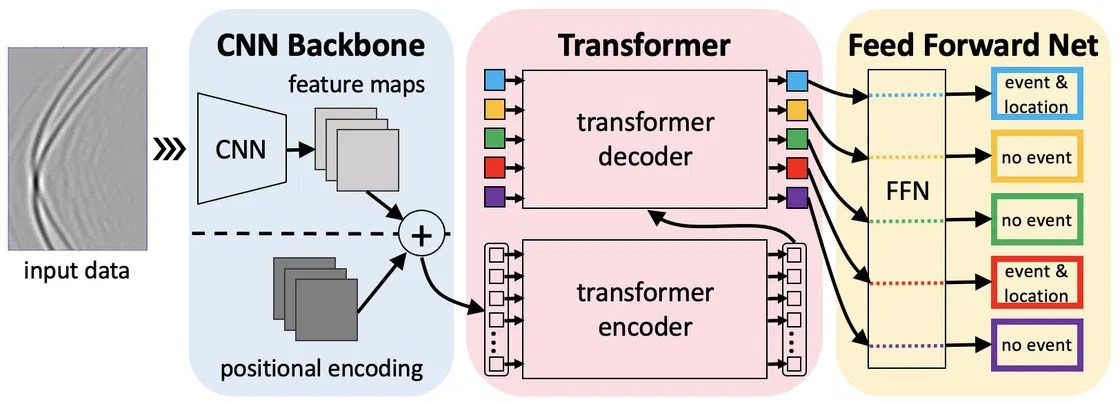 input data
CNN Backbone
feature maps
CNN
+
positional encoding
Transformer
transformer
decoder
transformer
encoder
Feed Forward Net
FFN
event &
location
no event
no event
event &
location
no event